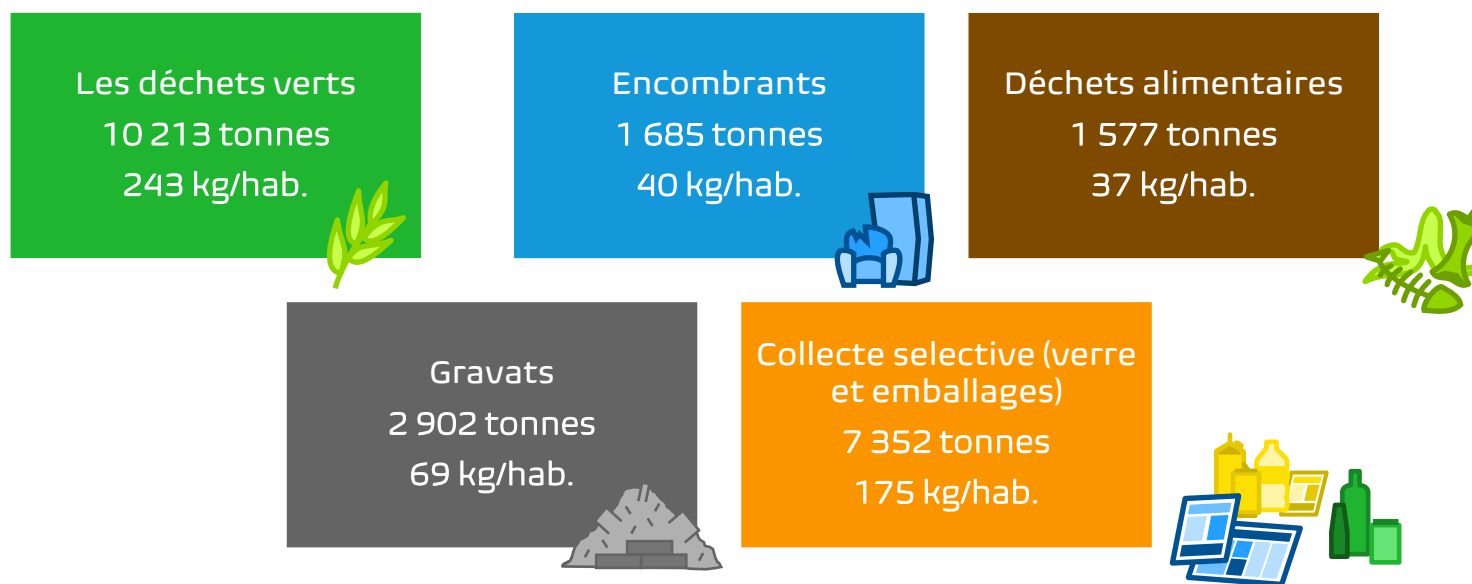 Les déchets verts
10 213 tonnes
243 kg/hab.
Encombrants
1 685 tonnes
40 kg/hab.
Déchets alimentaires
1 577 tonnes
37 kg/hab.
Gravats
2 902 tonnes
69 kg/hab.
Collecte selective (verre
et emballages)
7 352 tonnes
175 kg/hab.